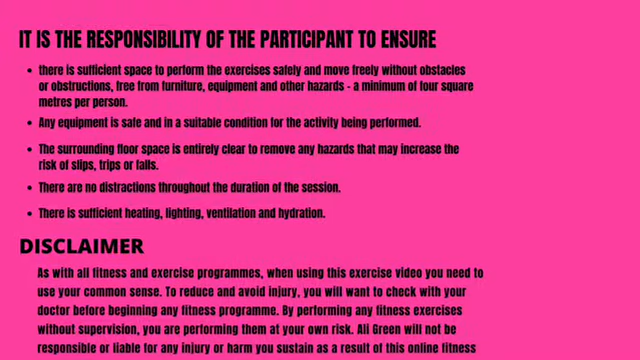 IT IS THE RESPONSIBILITY OF THE PARTICIPANT TO ENSURE
• there is sufficient space to perform the exercises safely and move freely without obstacles
or obstructions, free from furniture, equipment and other hazards - a minimum of four square
metres per person.
• Any equipment is safe and in a suitable condition for the activity being performed.
• The surrounding floor space is entirely clear to remove any hazards that may increase the
risk of slips, trips or falls.
• There are no distractions throughout the duration of the session.
• There is sufficient heating, lighting, ventilation and hydration.
DISCLAIMER
As with all fitness and exercise programmes, when using this exercise video you need to
use your common sense. To reduce and avoid injury, you will want to check with your
doctor before beginning any fitness programme. By performing any fitness exercises
without supervision, you are performing them at your own risk. Ali Green will not be
responsible or liable for any injury or harm you sustain as a result of this online fitness